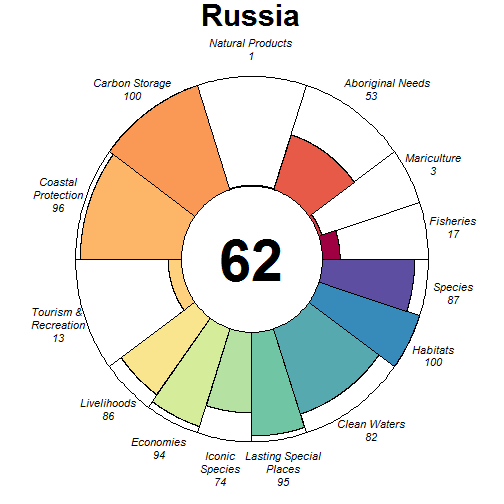 Russia
Natural Products
1
Carbon Storage
100
Aboriginal Needs
53
Mariculture
3
Coastal
Protection
96
Fisheries
17
62
Species
87
Tourism &
Recreation
13
Habitats
100
Livelihoods
86
Clean Waters
82
Economies
94
Iconic
Species
74
Lasting Special
Places
95